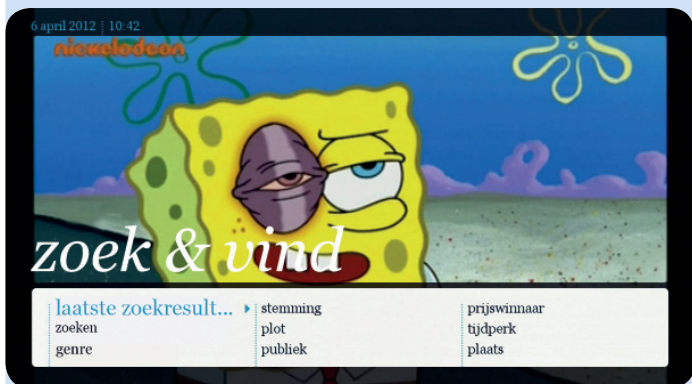 6 april 2012 10:42
nickelodeon
zoek & vind
laatste zoekresult...
zoeken
genre
stemming
plot
publiek
prijswinnaar
tijdperk
plaats